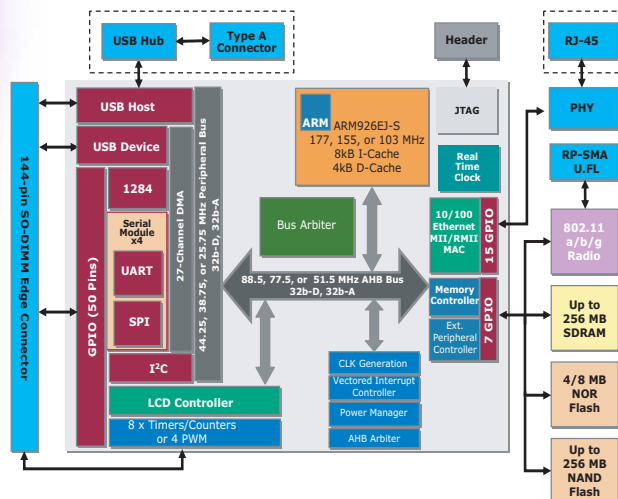 USB Hub
Type A
Connector
Header
RJ-45
144-pin SO-DIMM Edge Connector
USB Host
USB Device
GPIO (50 Pins)
1284
Serial
Module
x4
UART
SPI
I²C
27-Channel DMA
44.25, 38.75, or 25.75 MHz Peripheral Bus
32b-D, 32b-A
LCD Controller
8 x Timers/Counters
or 4 PWM
ARM
ARM926EJ-S
177, 155, or 103 MHz
8kB I-Cache
4kB D-Cache
Bus Arbiter
88.5, 77.5, or 51.5 MHz AHB Bus
32b-D, 32b-A
CLK Generation
Vectored Interrupt
Controller
Power Manager
AHB Arbiter
JTAG
Real
Time
Clock
10/100
Ethernet
MII/RMII
MAC
15 GPIO
Memory
Controller
Ext.
Peripheral
Controller
7 GPIO
PHY
RP-SMA
U.FL
802.11
a/b/g
Radio
Up to
256 MB
SDRAM
4/8 MB
NOR
Flash
Up to
256 MB
NAND
Flash